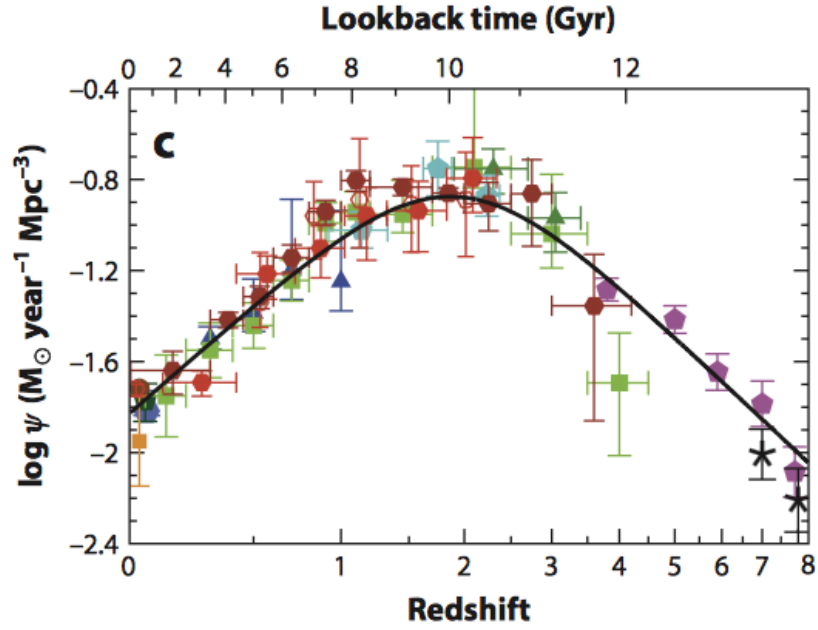 Lookback time (Gyr)
0 2 4 6 8 10 12
−0.4
C
−0.8
−1.2
−1.6
−2
−2.4
log ψ (M⊙ year⁻¹ Mpc⁻³)
0 1 2 3 4 5 6 7 8
Redshift